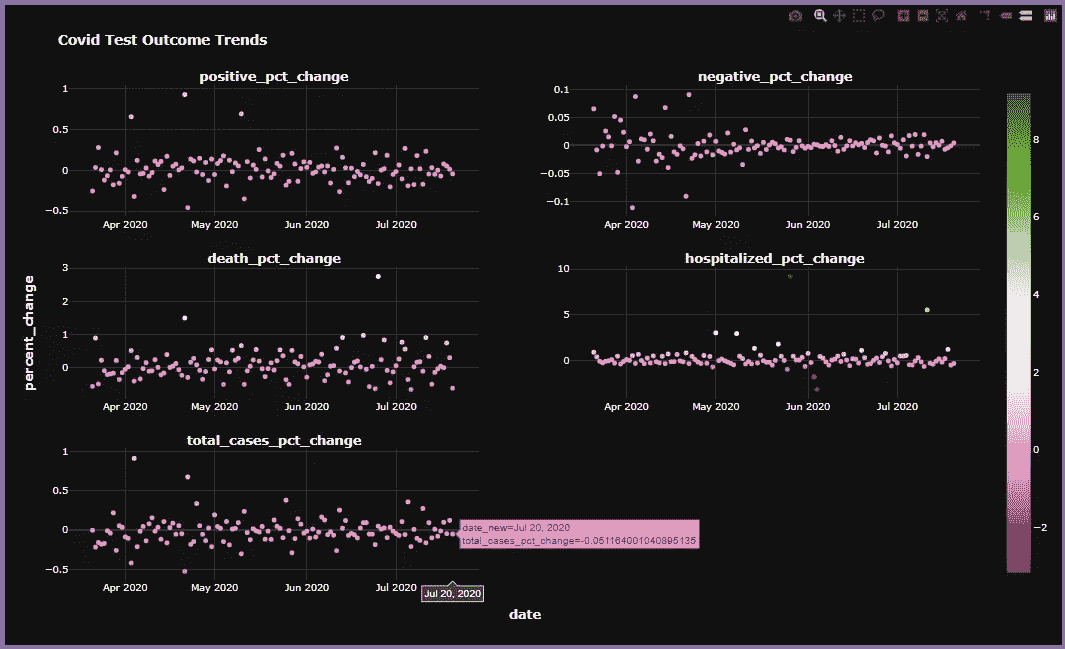 Covid Test Outcome Trends
positive_pct_change
1
0.5
0
−0.5
Apr 2020 May 2020 Jun 2020 Jul 2020
negative_pct_change
0.1
0.05
0
−0.05
−0.1
Apr 2020 May 2020 Jun 2020 Jul 2020
percent_change
death_pct_change
3
2
1
0
Apr 2020 May 2020 Jun 2020 Jul 2020
hospitalized_pct_change
10
5
0
Apr 2020 May 2020 Jun 2020 Jul 2020
total_cases_pct_change
1
0.5
0
−0.5
Apr 2020 May 2020 Jun 2020 Jul 2020
date_new=Jul 20, 2020
total_cases_pct_change=-0.051164001040895135
Jul 20, 2020
date
8
6
4
2
0
−2